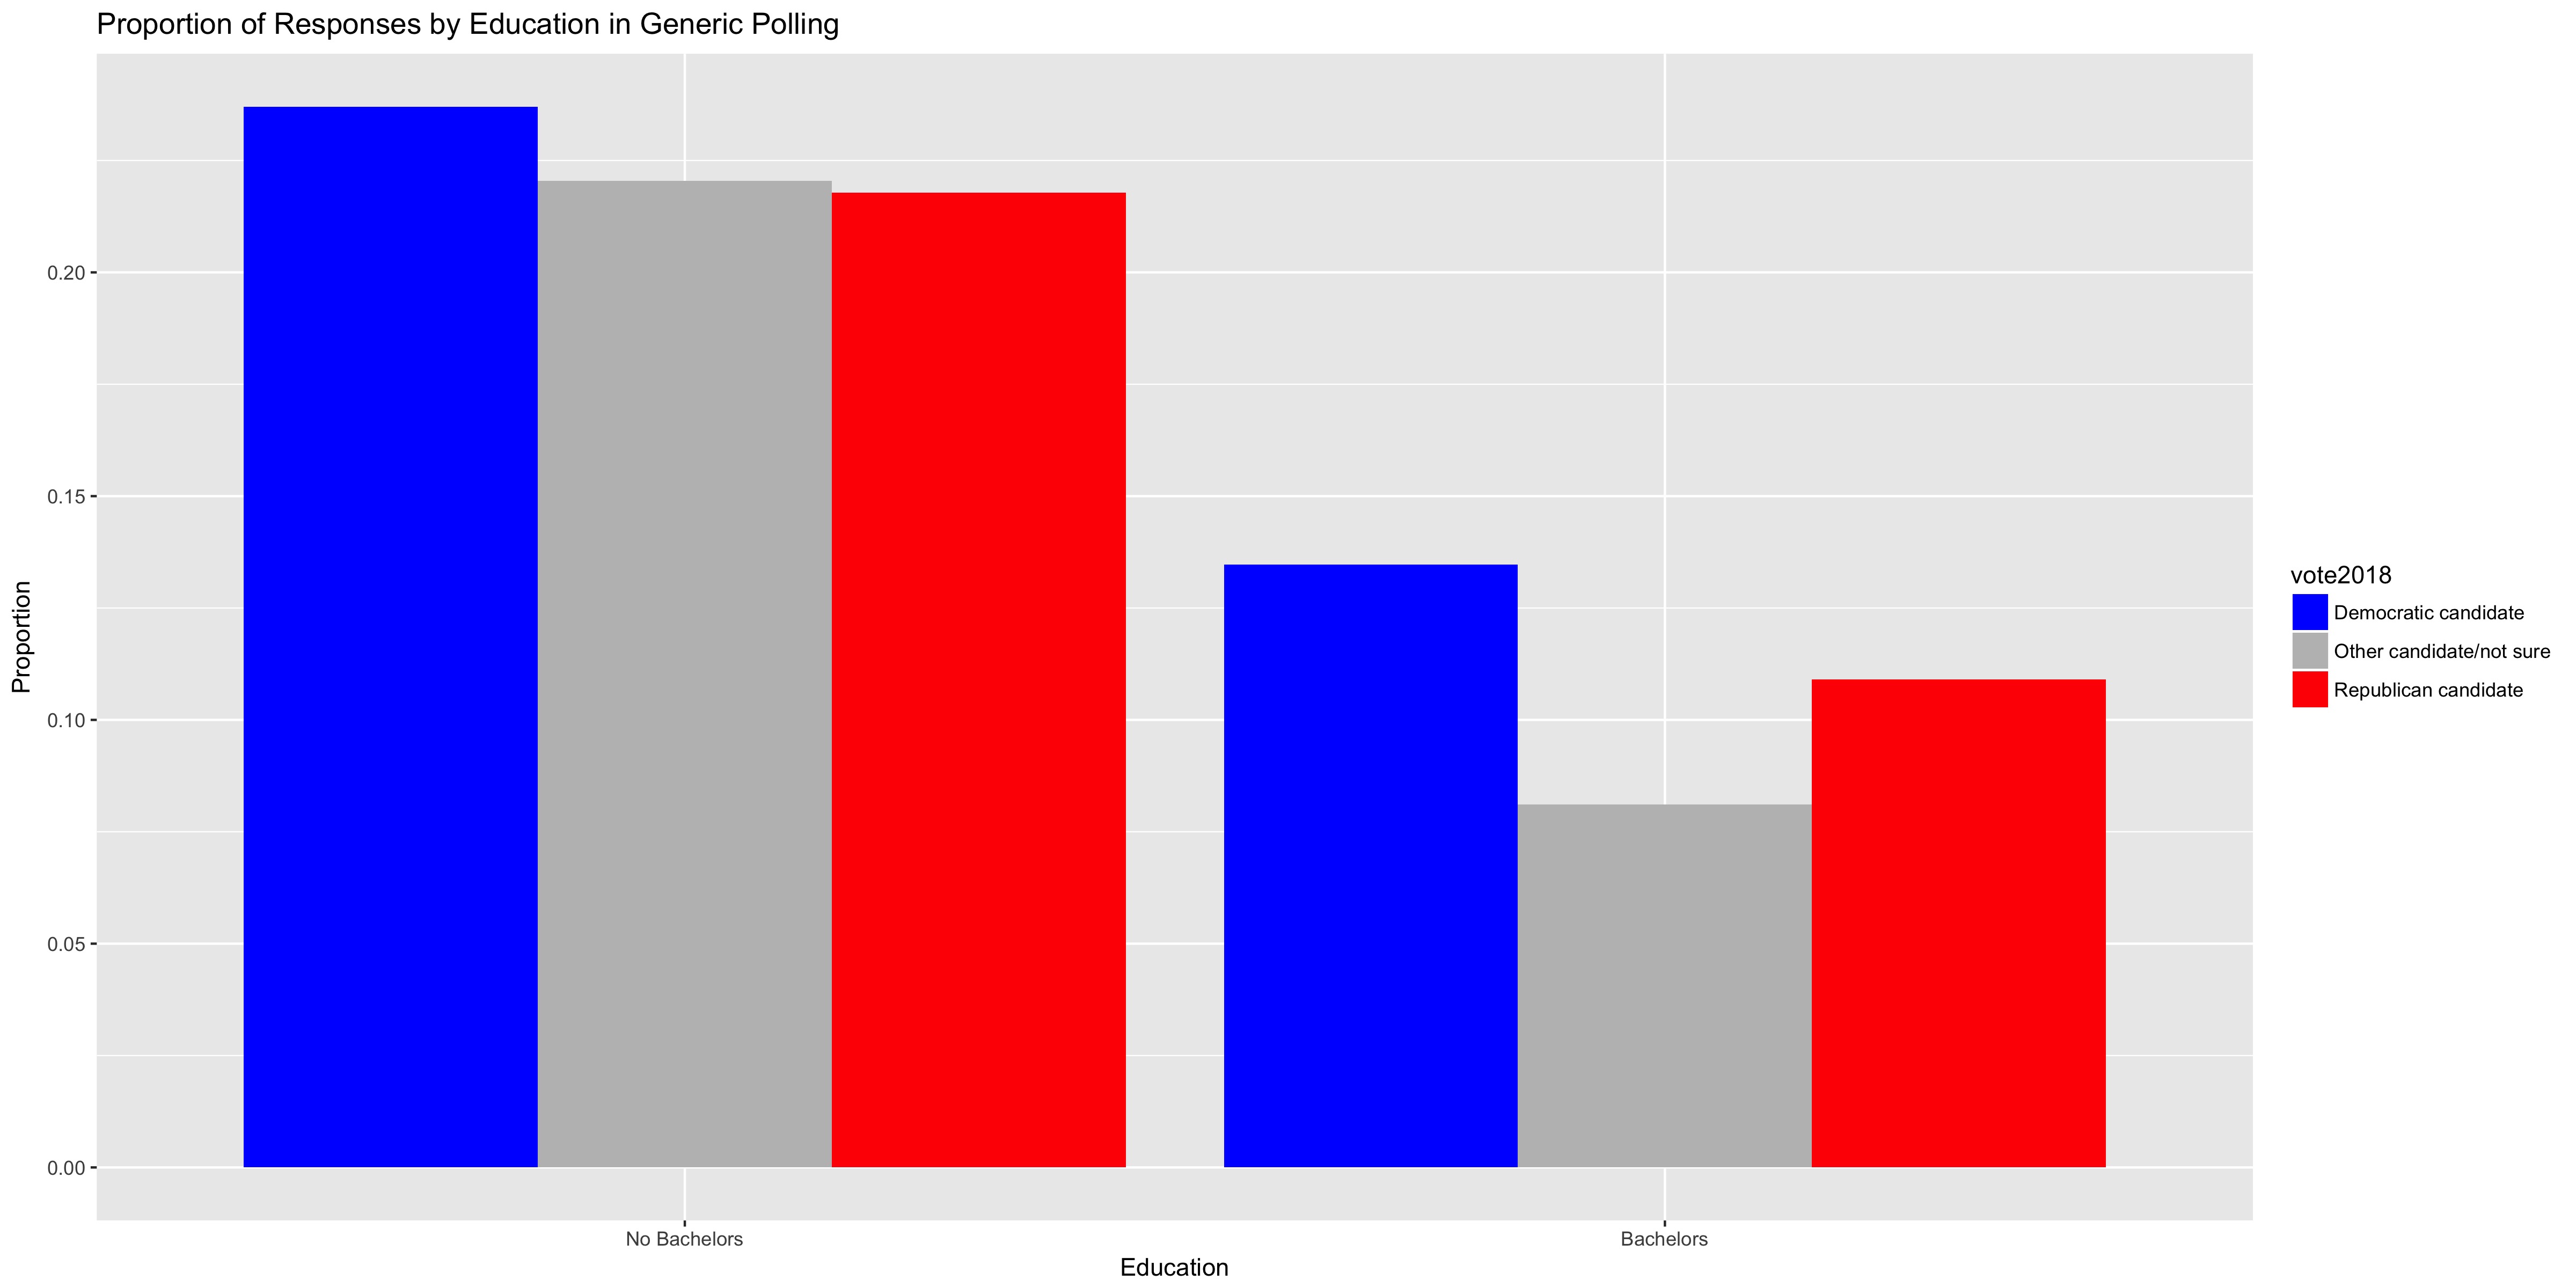 Proportion of Responses by Education in Generic Polling
Proportion
0.20
0.15
0.10
0.05
0.00
No Bachelors
Bachelors
Education
vote2018
Democratic candidate
Other candidate/not sure
Republican candidate